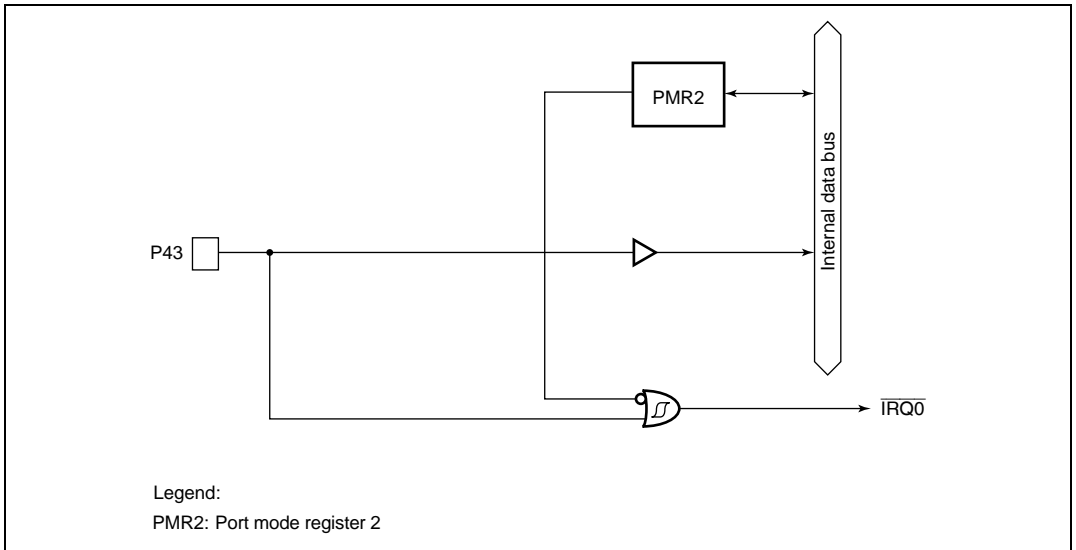 PMR2
Internal data bus
P43
IRQ0
Legend:
PMR2: Port mode register 2